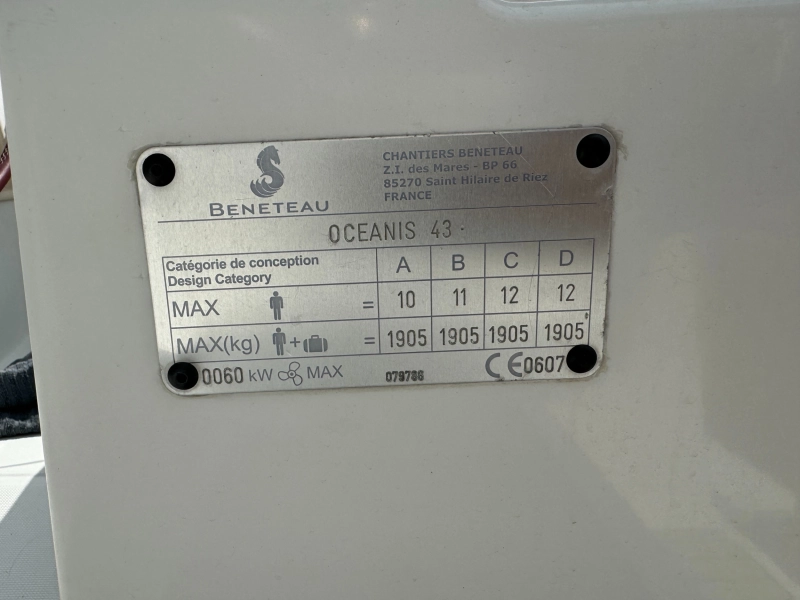 BENETEAU
CHANTIERS BENETEAU
Z.I. des Mares - BP 66
85270 Saint Hilaire de Riez
FRANCE
OCEANIS 43
Catégorie de conception
Design Category
A B C D
MAX = 10 11 12 12
MAX(kg) + = 1905 1905 1905 1905
0060 kW MAX
CE0607